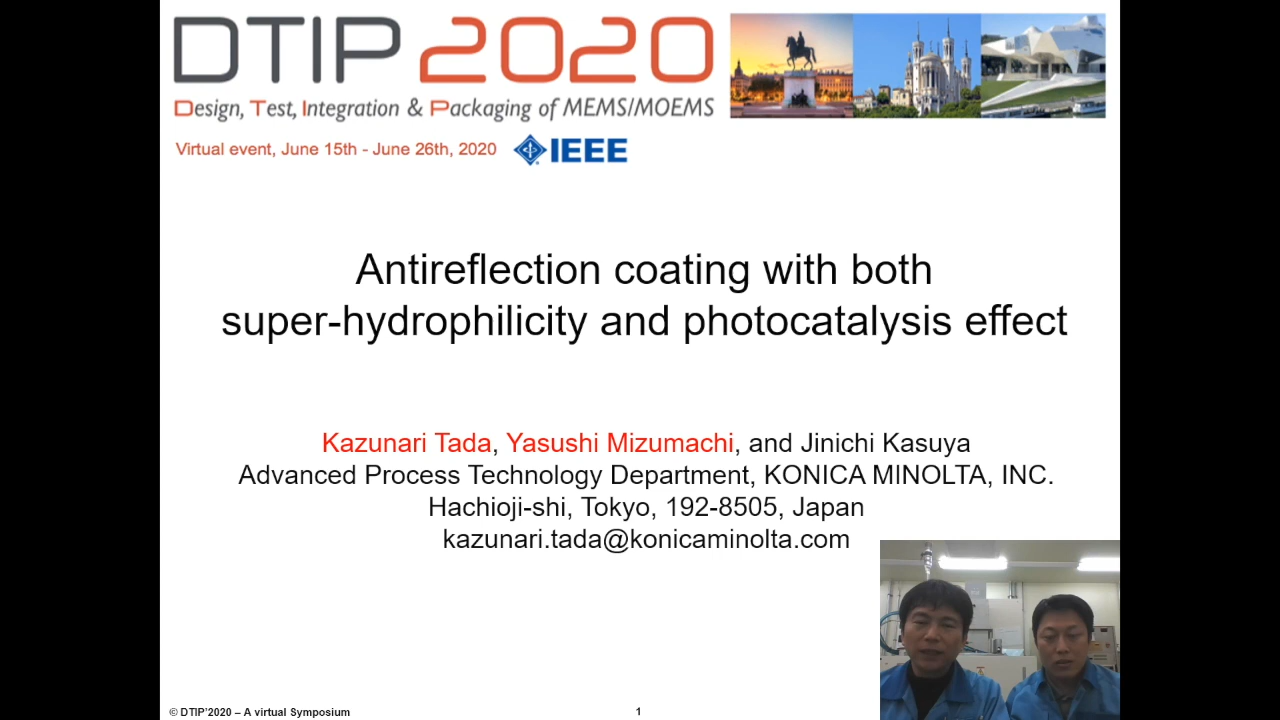 DTIP 2020
Design, Test, Integration & Packaging of MEMS/MOEMS
Virtual event, June 15th - June 26th, 2020 IEEE
Antireflection coating with both
super-hydrophilicity and photocatalysis effect
Kazunari Tada, Yasushi Mizumachi, and Jinichi Kasuya
Advanced Process Technology Department, KONICA MINOLTA, INC.
Hachioji-shi, Tokyo, 192-8505, Japan
kazunari.tada@konicaminolta.com
© DTIP'2020 – A virtual Symposium
1